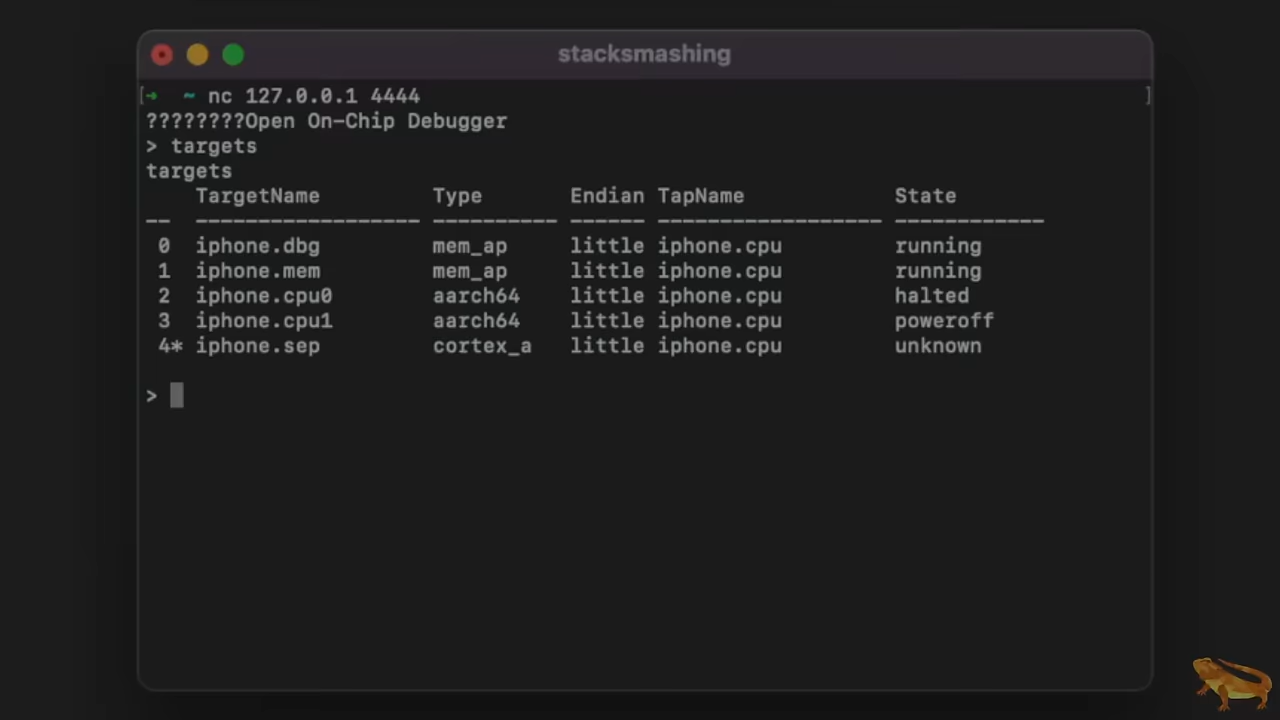 stacksmashing
[→ ~ nc 127.0.0.1 4444 ]
????????Open On-Chip Debugger
> targets
targets
TargetName Type Endian TapName State
-- ------------------ ---------- ------ ------------------ ------------
0 iphone.dbg mem_ap little iphone.cpu running
1 iphone.mem mem_ap little iphone.cpu running
2 iphone.cpu0 aarch64 little iphone.cpu halted
3 iphone.cpu1 aarch64 little iphone.cpu poweroff
4* iphone.sep cortex_a little iphone.cpu unknown
>